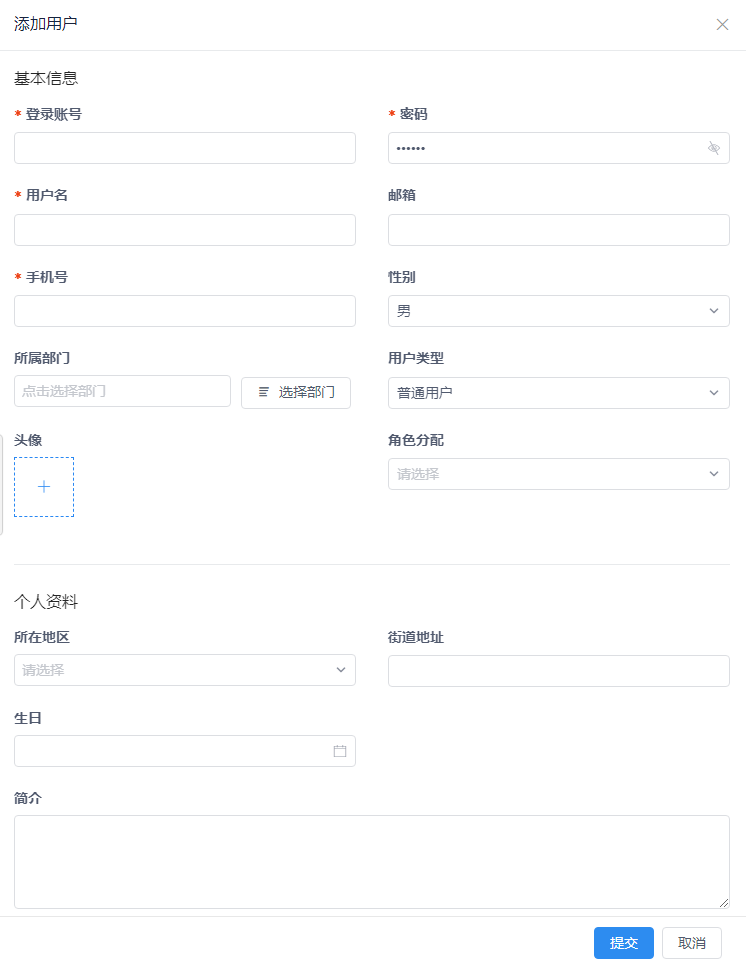 添加用户
基本信息
* 登录账号
* 密码
••••••
* 用户名
邮箱
* 手机号
性别
男
所属部门
点击选择部门
选择部门
用户类型
普通用户
头像
角色分配
请选择
个人资料
所在地区
请选择
街道地址
生日
简介
提交
取消